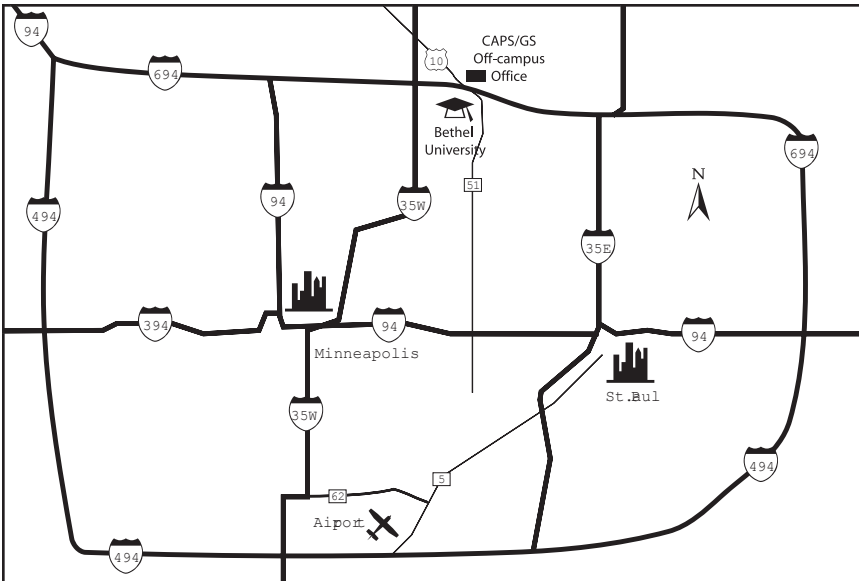 94
CAPS/GS
Off-campus
Office
10
694
Bethel
University
694
N
51
94
35W
494
35E
394
94
94
Minneapolis
St.Paul
35W
494
5
62
Airport
494